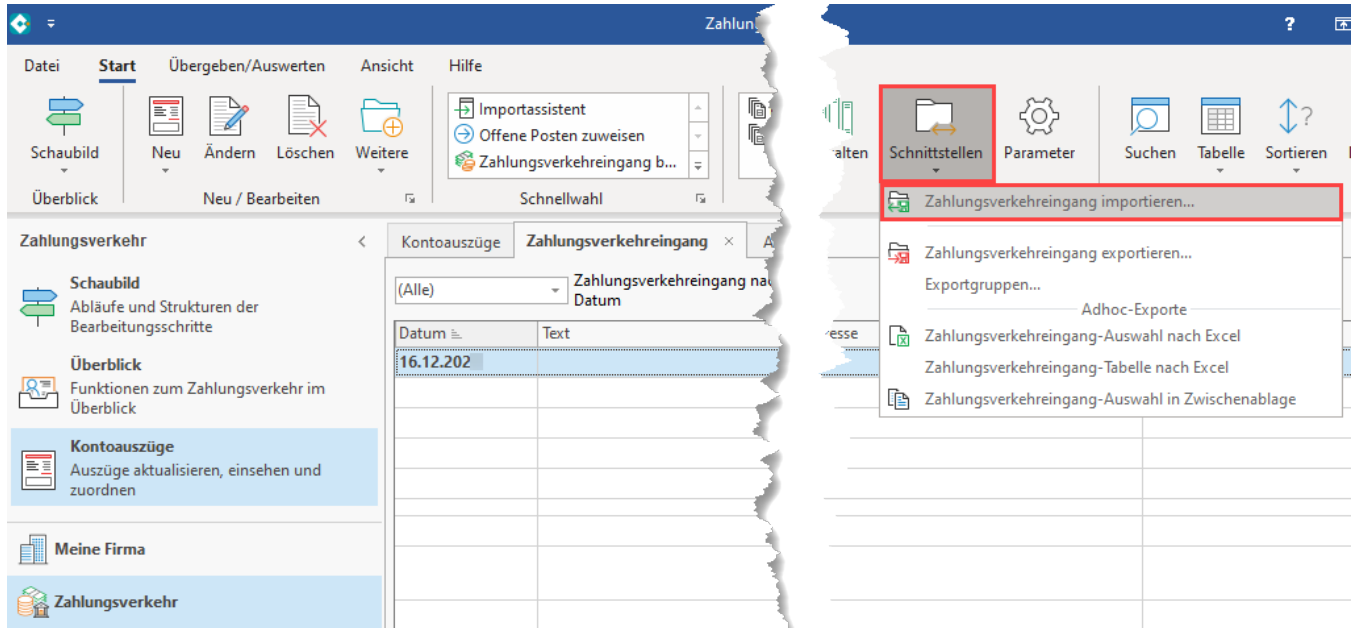 Zahlun
?
Datei Start Übergeben/Auswerten Ansicht Hilfe
Schaubild
Überblick
Neu Ändern Löschen Weitere
Neu / Bearbeiten
Importassistent
Offene Posten zuweisen
Zahlungsverkehreingang b...
Schnellwahl
alten
Schnittstellen Parameter
Suchen Tabelle Sortieren
Zahlungsverkehreingang importieren...
Zahlungsverkehreingang exportieren...
Exportgruppen...
Adhoc-Exporte
Zahlungsverkehreingang-Auswahl nach Excel
Zahlungsverkehreingang-Tabelle nach Excel
Zahlungsverkehreingang-Auswahl in Zwischenablage
Zahlungsverkehr
Schaubild
Abläufe und Strukturen der
Bearbeitungsschritte
Überblick
Funktionen zum Zahlungsverkehr im
Überblick
Kontoauszüge
Auszüge aktualisieren, einsehen und
zuordnen
Meine Firma
Zahlungsverkehr
Kontoauszüge Zahlungsverkehreingang × A
(Alle)
Zahlungsverkehreingang nac
Datum
Datum Text
resse
16.12.202